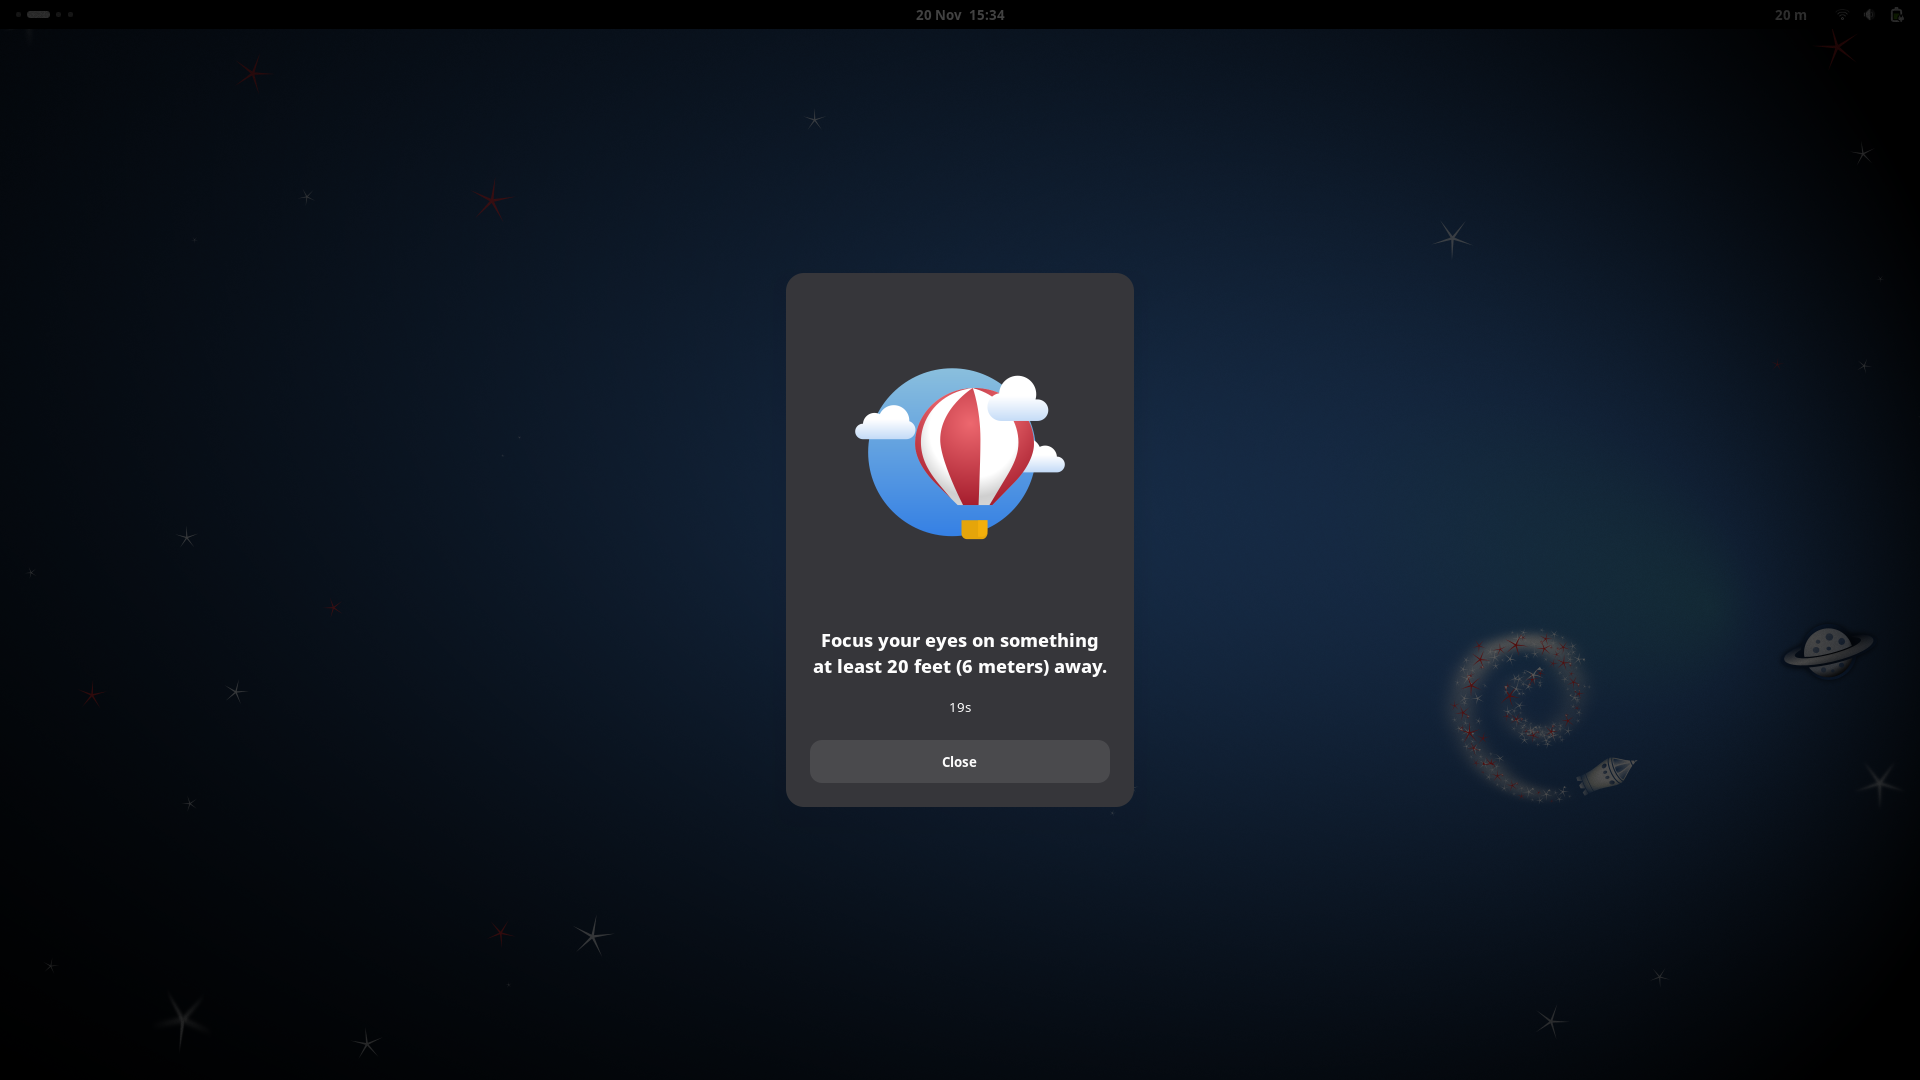 20 Nov 15:34
20 m
Focus your eyes on something
at least 20 feet (6 meters) away.
19s
Close